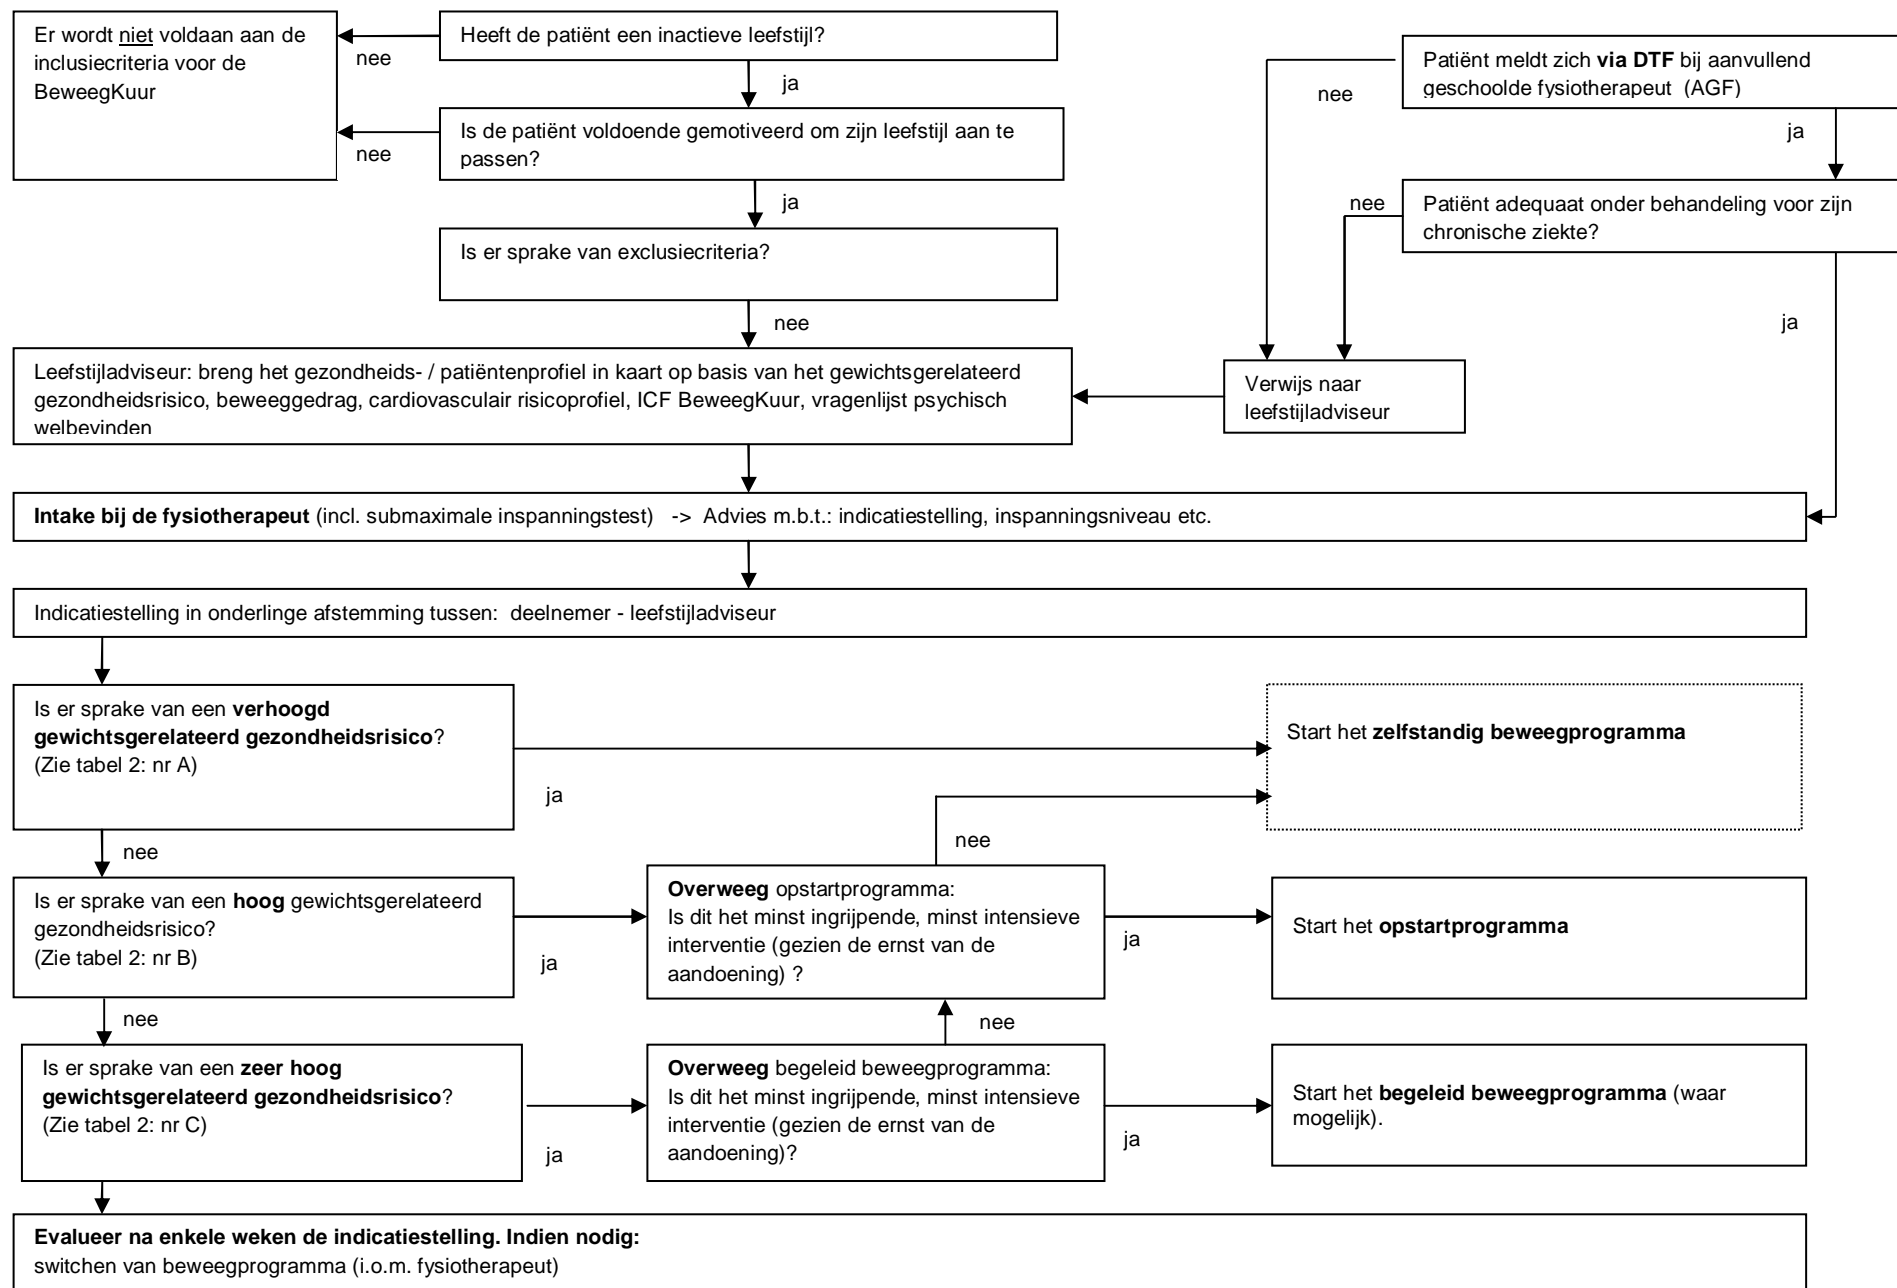 Er wordt niet voldaan aan de
inclusiecriteria voor de
BeweegKuur
nee
Heeft de patiënt een inactieve leefstijl?
ja
nee
Is de patiënt voldoende gemotiveerd om zijn leefstijl aan te
passen?
ja
Is er sprake van exclusiecriteria?
nee
Patiënt meldt zich via DTF bij aanvullend
geschoolde fysiotherapeut (AGF)
nee
ja
nee
Patiënt adequaat onder behandeling voor zijn
chronische ziekte?
ja
Verwijs naar
leefstijladviseur
Leefstijladviseur: breng het gezondheids- / patiëntenprofiel in kaart op basis van het gewichtsgerelateerd
gezondheidsrisico, beweeggedrag, cardiovasculair risicoprofiel, ICF BeweegKuur, vragenlijst psychisch
welbevinden
Intake bij de fysiotherapeut (incl. submaximale inspanningstest) -> Advies m.b.t.: indicatiestelling, inspanningsniveau etc.
Indicatiestelling in onderlinge afstemming tussen: deelnemer - leefstijladviseur
Is er sprake van een verhoogd
gewichtsgerelateerd gezondheidsrisico?
(Zie tabel 2: nr A)
ja
Start het zelfstandig beweegprogramma
nee
nee
Is er sprake van een hoog gewichtsgerelateerd
gezondheidsrisico?
(Zie tabel 2: nr B)
ja
Overweeg opstartprogramma:
Is dit het minst ingrijpende, minst intensieve
interventie (gezien de ernst van de
aandoening) ?
ja
Start het opstartprogramma
nee
nee
Is er sprake van een zeer hoog
gewichtsgerelateerd gezondheidsrisico?
(Zie tabel 2: nr C)
ja
Overweeg begeleid beweegprogramma:
Is dit het minst ingrijpende, minst intensieve
interventie (gezien de ernst van de
aandoening)?
ja
Start het begeleid beweegprogramma (waar
mogelijk).
Evalueer na enkele weken de indicatiestelling. Indien nodig:
switchen van beweegprogramma (i.o.m. fysiotherapeut)